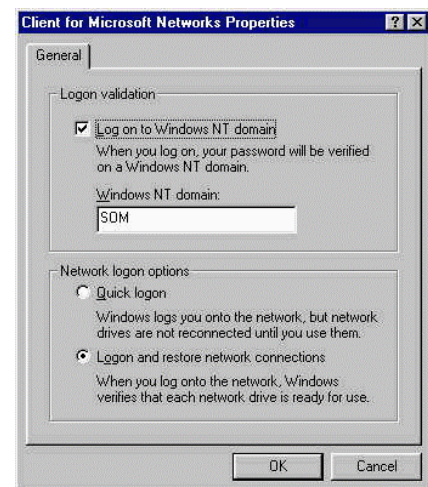 Client for Microsoft Networks Properties
General
Logon validation
Log on to Windows NT domain
When you log on, your password will be verified
on a Windows NT domain.
Windows NT domain:
SOM
Network logon options
Quick logon
Windows logs you onto the network, but network
drives are not reconnected until you use them.
Logon and restore network connections
When you log onto the network, Windows
verifies that each network drive is ready for use.
OK
Cancel